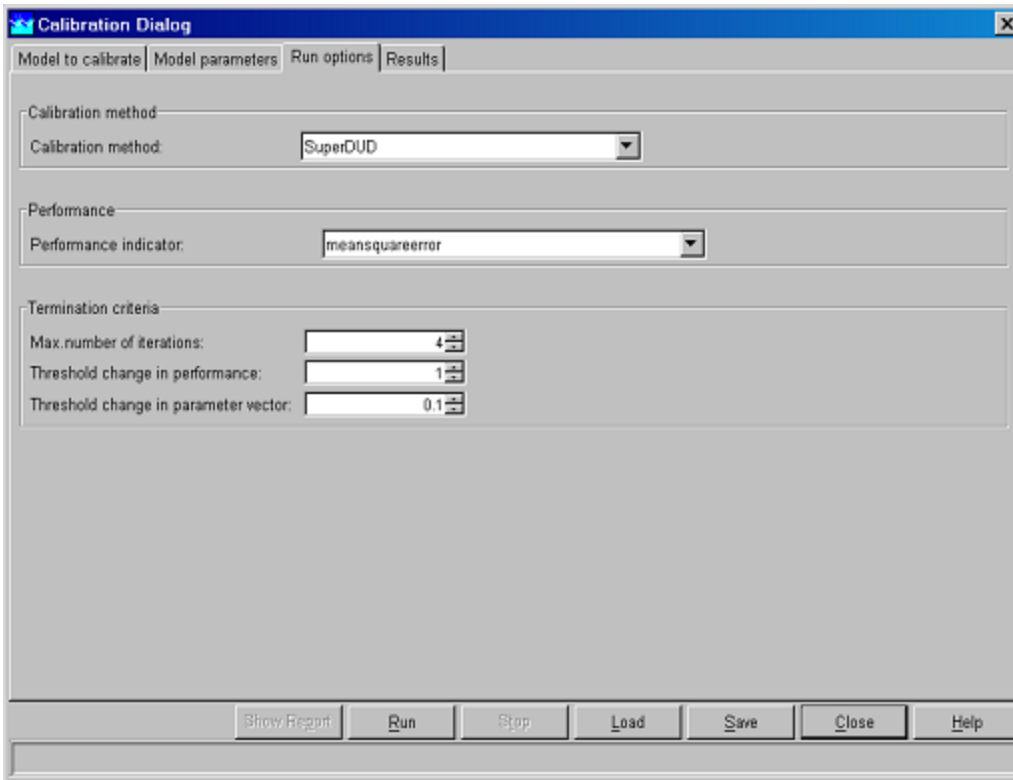 Calibration Dialog
Model to calibrate Model parameters Run options Results
Calibration method
Calibration method: SuperDUD
Performance
Performance indicator: meansquareerror
Termination criteria
Max.number of iterations: 4
Threshold change in performance: 1
Threshold change in parameter vector: 0.1
Show Report Run Stop Load Save Close Help